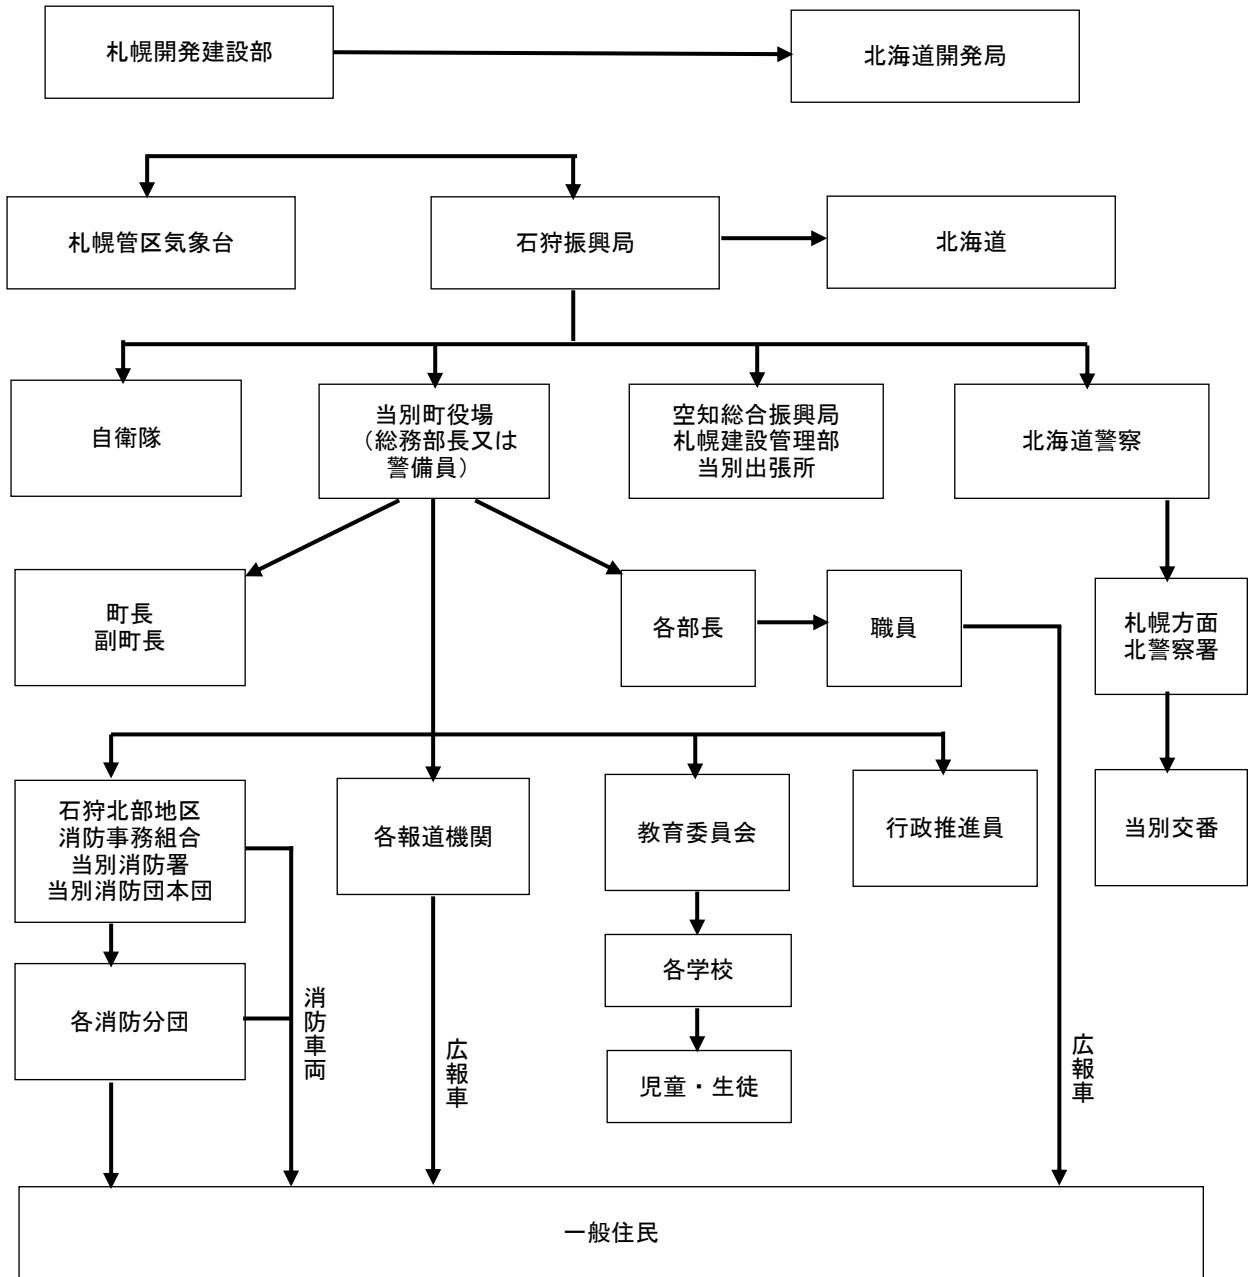 札幌開発建設部
北海道開発局
札幌管区気象台
石狩振興局
北海道
自衛隊
当別町役場
（総務部長又は
警備員）
空知総合振興局
札幌建設管理部
当別出張所
北海道警察
町長
副町長
各部長
職員
札幌方面
北警察署
石狩北部地区
消防事務組合
当別消防署
当別消防団本団
各報道機関
教育委員会
行政推進員
当別交番
各学校
各消防分団
消防車両
広報車
広報車
児童・生徒
一般住民